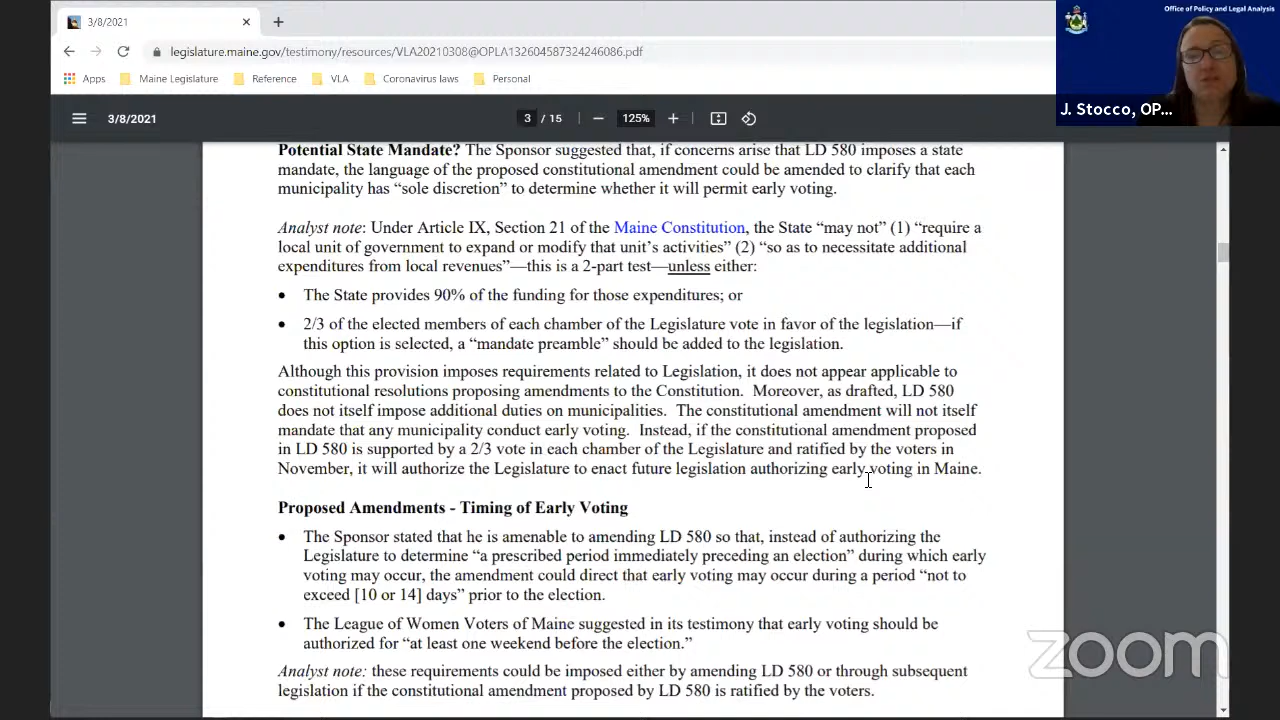 3/8/2021
legislature.maine.gov/testimony/resources/VLA20210308@OPLA132604587324246086.pdf
Apps Maine Legislature Reference VLA Coronavirus laws Personal
Office of Policy and Legal Analysis
J. Stocco, OP...
3/8/2021 3 / 15 125%
Potential State Mandate? The Sponsor suggested that, if concerns arise that LD 580 imposes a state
mandate, the language of the proposed constitutional amendment could be amended to clarify that each
municipality has “sole discretion” to determine whether it will permit early voting.
Analyst note: Under Article IX, Section 21 of the Maine Constitution, the State “may not” (1) “require a
local unit of government to expand or modify that unit’s activities” (2) “so as to necessitate additional
expenditures from local revenues”—this is a 2-part test—unless either:
• The State provides 90% of the funding for those expenditures; or
• 2/3 of the elected members of each chamber of the Legislature vote in favor of the legislation—if
this option is selected, a “mandate preamble” should be added to the legislation.
Although this provision imposes requirements related to Legislation, it does not appear applicable to
constitutional resolutions proposing amendments to the Constitution. Moreover, as drafted, LD 580
does not itself impose additional duties on municipalities. The constitutional amendment will not itself
mandate that any municipality conduct early voting. Instead, if the constitutional amendment proposed
in LD 580 is supported by a 2/3 vote in each chamber of the Legislature and ratified by the voters in
November, it will authorize the Legislature to enact future legislation authorizing early voting in Maine.
Proposed Amendments - Timing of Early Voting
• The Sponsor stated that he is amenable to amending LD 580 so that, instead of authorizing the
Legislature to determine “a prescribed period immediately preceding an election” during which early
voting may occur, the amendment could direct that early voting may occur during a period “not to
exceed [10 or 14] days” prior to the election.
• The League of Women Voters of Maine suggested in its testimony that early voting should be
authorized for “at least one weekend before the election.”
Analyst note: these requirements could be imposed either by amending LD 580 or through subsequent
legislation if the constitutional amendment proposed by LD 580 is ratified by the voters.
zoom